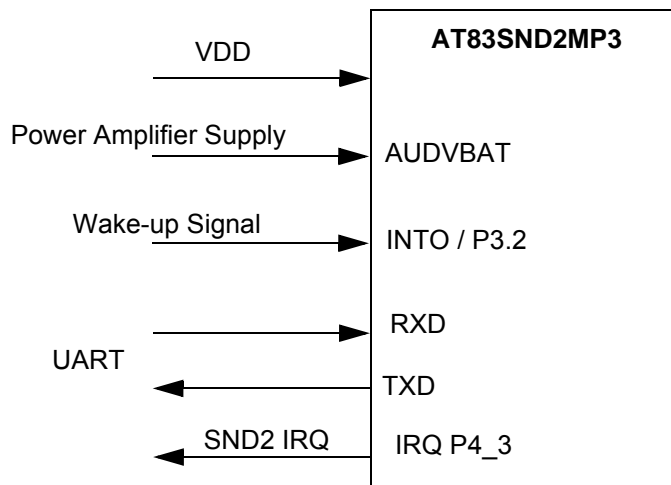 AT83SND2MP3
VDD
Power Amplifier Supply
AUDVBAT
Wake-up Signal
INTO / P3.2
RXD
UART
TXD
SND2 IRQ
IRQ P4_3